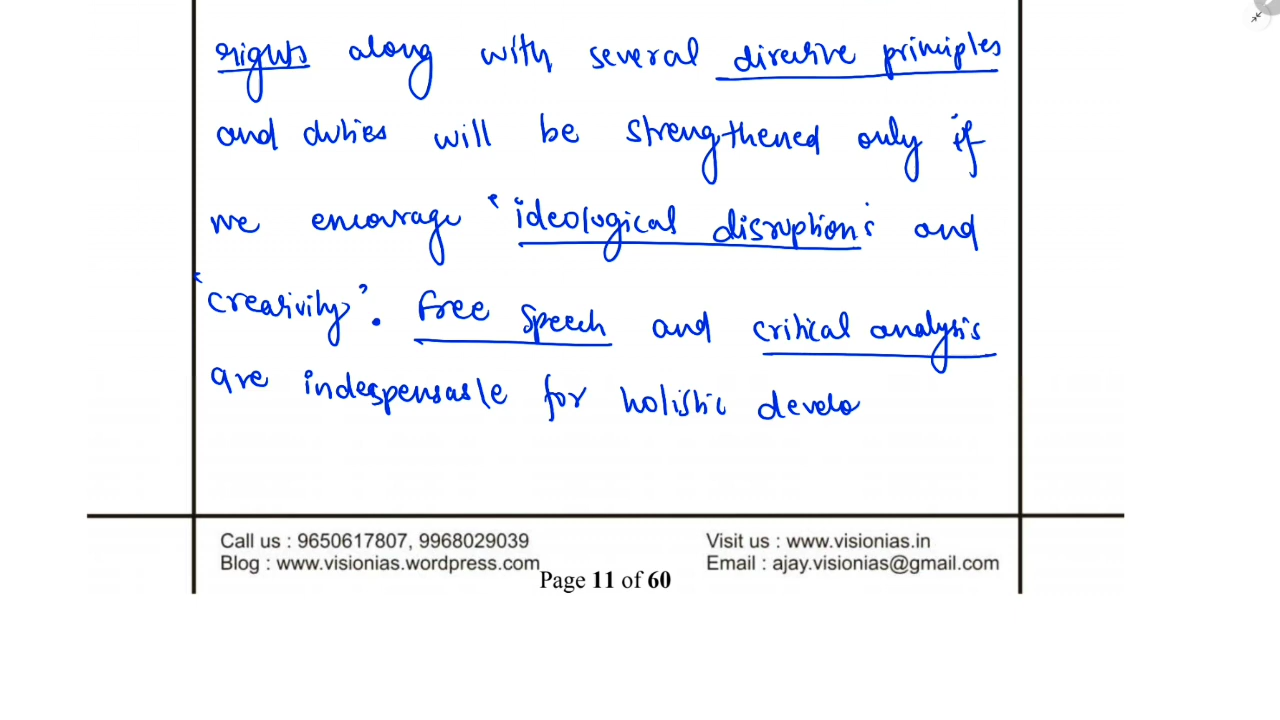 rights along with several directive principles
and duties will be strengthened only if
we encourage 'ideological disruption' and
'creativity'. Free speech and critical analysis
are indespensable for holistic develo
Call us : 9650617807, 9968029039 Visit us : www.visionias.in
Blog : www.visionias.wordpress.com Email : ajay.visionias@gmail.com
Page 11 of 60